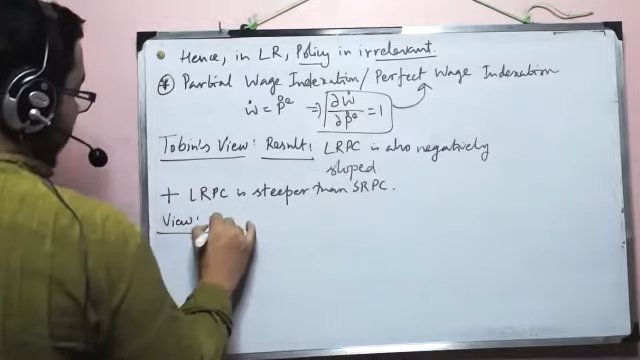 Hence, in LR, Policy in irrelevant.
* Partial Wage Indexation/ Perfect Wage Indexation
ẇ = ṗᵉ ⇒ ∂ẇ/∂ṗᵉ = 1
Tobin's View: Result: LRPC is also negatively
sloped
+ LRPC is steeper than SRPC.
View: